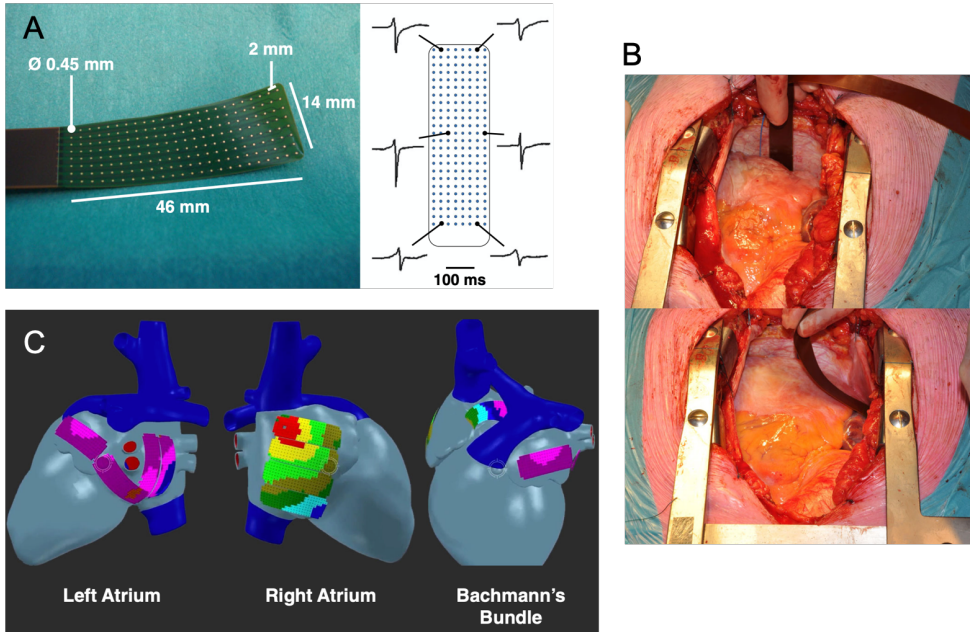 A
Ø 0.45 mm
2 mm
14 mm
46 mm
100 ms
B
C
Left Atrium
Right Atrium
Bachmann's
Bundle